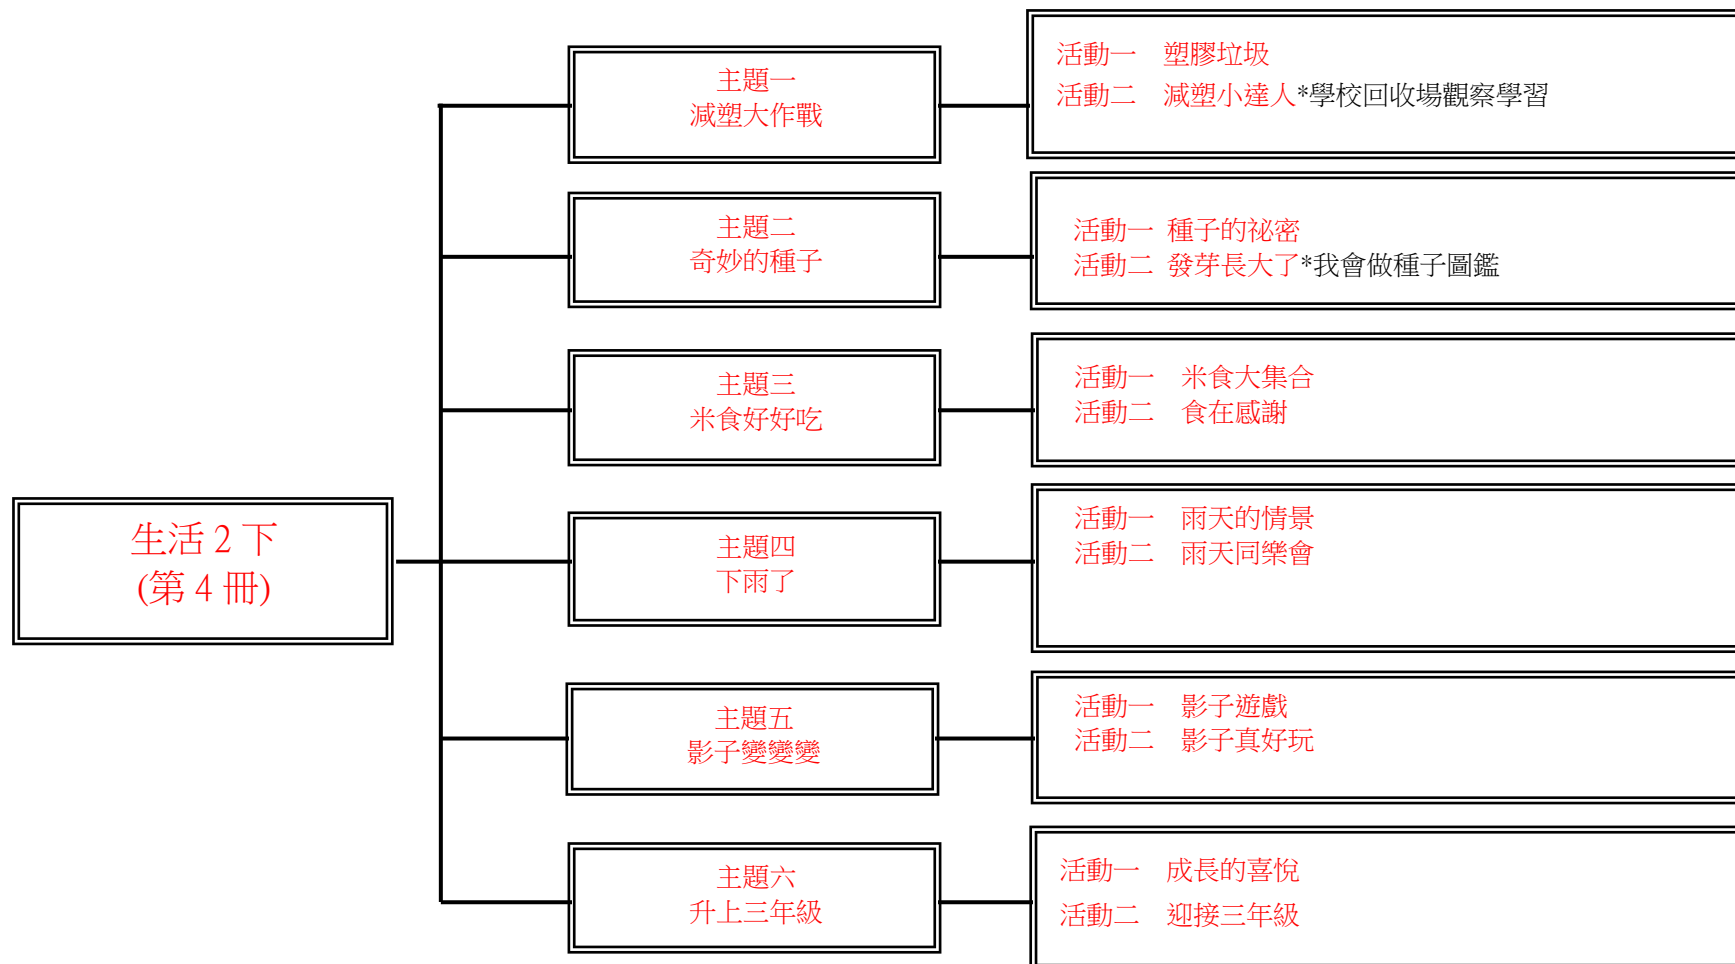 生活 2 下
(第 4 冊)
主題一
減塑大作戰
活動一　塑膠垃圾
活動二　減塑小達人*學校回收場觀察學習
主題二
奇妙的種子
活動一 種子的祕密
活動二 發芽長大了*我會做種子圖鑑
主題三
米食好好吃
活動一　米食大集合
活動二　食在感謝
主題四
下雨了
活動一　雨天的情景
活動二　雨天同樂會
主題五
影子變變變
活動一　影子遊戲
活動二　影子真好玩
主題六
升上三年級
活動一　成長的喜悅
活動二　迎接三年級